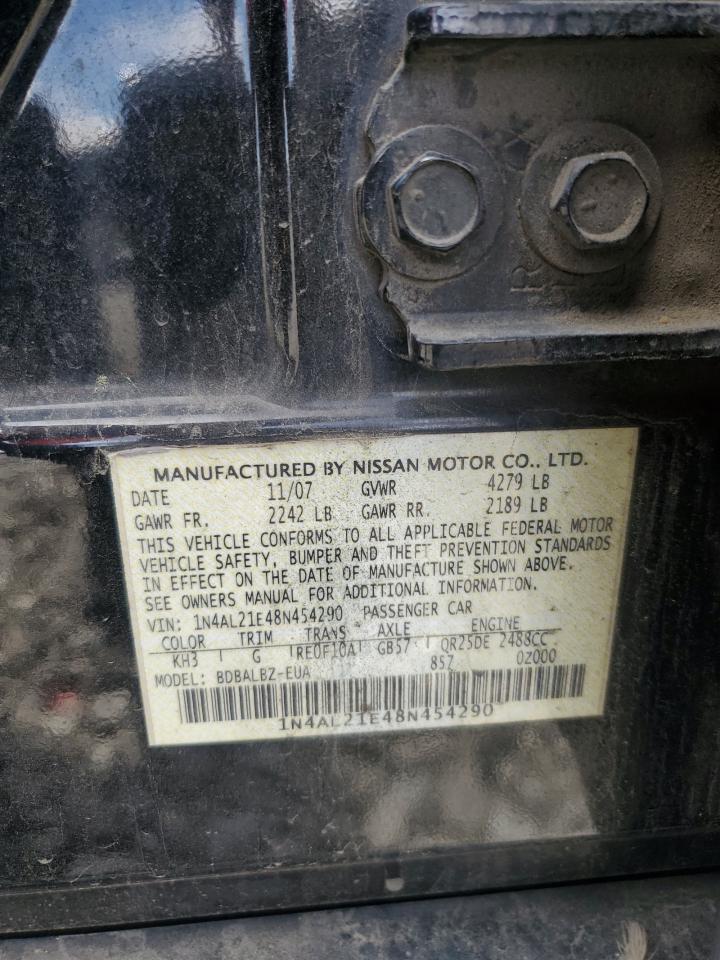 MANUFACTURED BY NISSAN MOTOR CO., LTD.
DATE 11/07 GVWR 4279 LB
GAWR FR. 2242 LB GAWR RR. 2189 LB
THIS VEHICLE CONFORMS TO ALL APPLICABLE FEDERAL MOTOR
VEHICLE SAFETY, BUMPER AND THEFT PREVENTION STANDARDS
IN EFFECT ON THE DATE OF MANUFACTURE SHOWN ABOVE.
SEE OWNERS MANUAL FOR ADDITIONAL INFORMATION.
VIN: 1N4AL21E48N454290 PASSENGER CAR
COLOR TRIM TRANS AXLE ENGINE
KH3 G RE0F10A GB57 QR25DE 2488CC
MODEL: BDBALBZ-EUA 857 0Z000
1N4AL21E48N454290
R